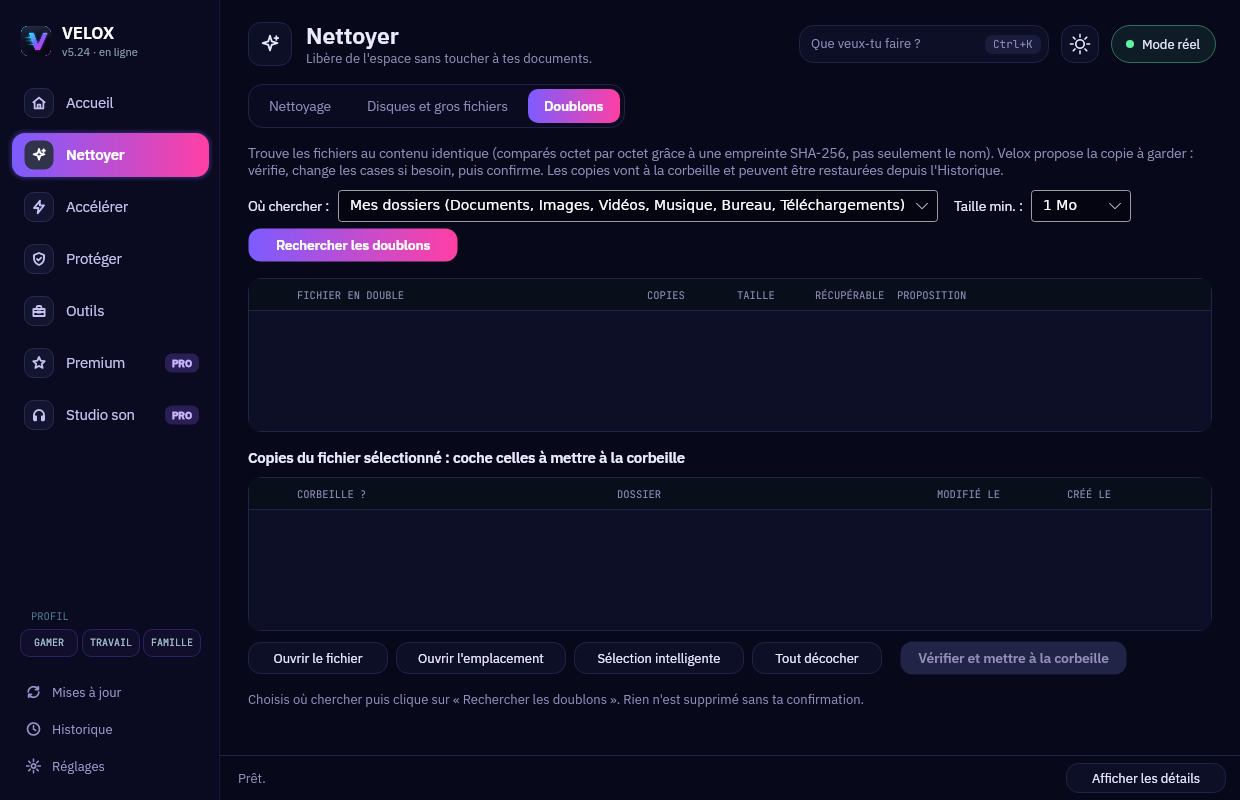 VELOX
v5.24 · en ligne
Accueil
Nettoyer
Accélérer
Protéger
Outils
Premium PRO
Studio son PRO
PROFIL
GAMER TRAVAIL FAMILLE
Mises à jour
Historique
Réglages
Nettoyer
Libère de l'espace sans toucher à tes documents.
Que veux-tu faire ? Ctrl+K
Mode réel
Nettoyage Disques et gros fichiers Doublons
Trouve les fichiers au contenu identique (comparés octet par octet grâce à une empreinte SHA-256, pas seulement le nom). Velox propose la copie à garder :
vérifie, change les cases si besoin, puis confirme. Les copies vont à la corbeille et peuvent être restaurées depuis l'Historique.
Où chercher : Mes dossiers (Documents, Images, Vidéos, Musique, Bureau, Téléchargements) Taille min. : 1 Mo
Rechercher les doublons
FICHIER EN DOUBLE COPIES TAILLE RÉCUPÉRABLE PROPOSITION
Copies du fichier sélectionné : coche celles à mettre à la corbeille
CORBEILLE ? DOSSIER MODIFIÉ LE CRÉÉ LE
Ouvrir le fichier Ouvrir l'emplacement Sélection intelligente Tout décocher Vérifier et mettre à la corbeille
Choisis où chercher puis clique sur « Rechercher les doublons ». Rien n'est supprimé sans ta confirmation.
Prêt. Afficher les détails